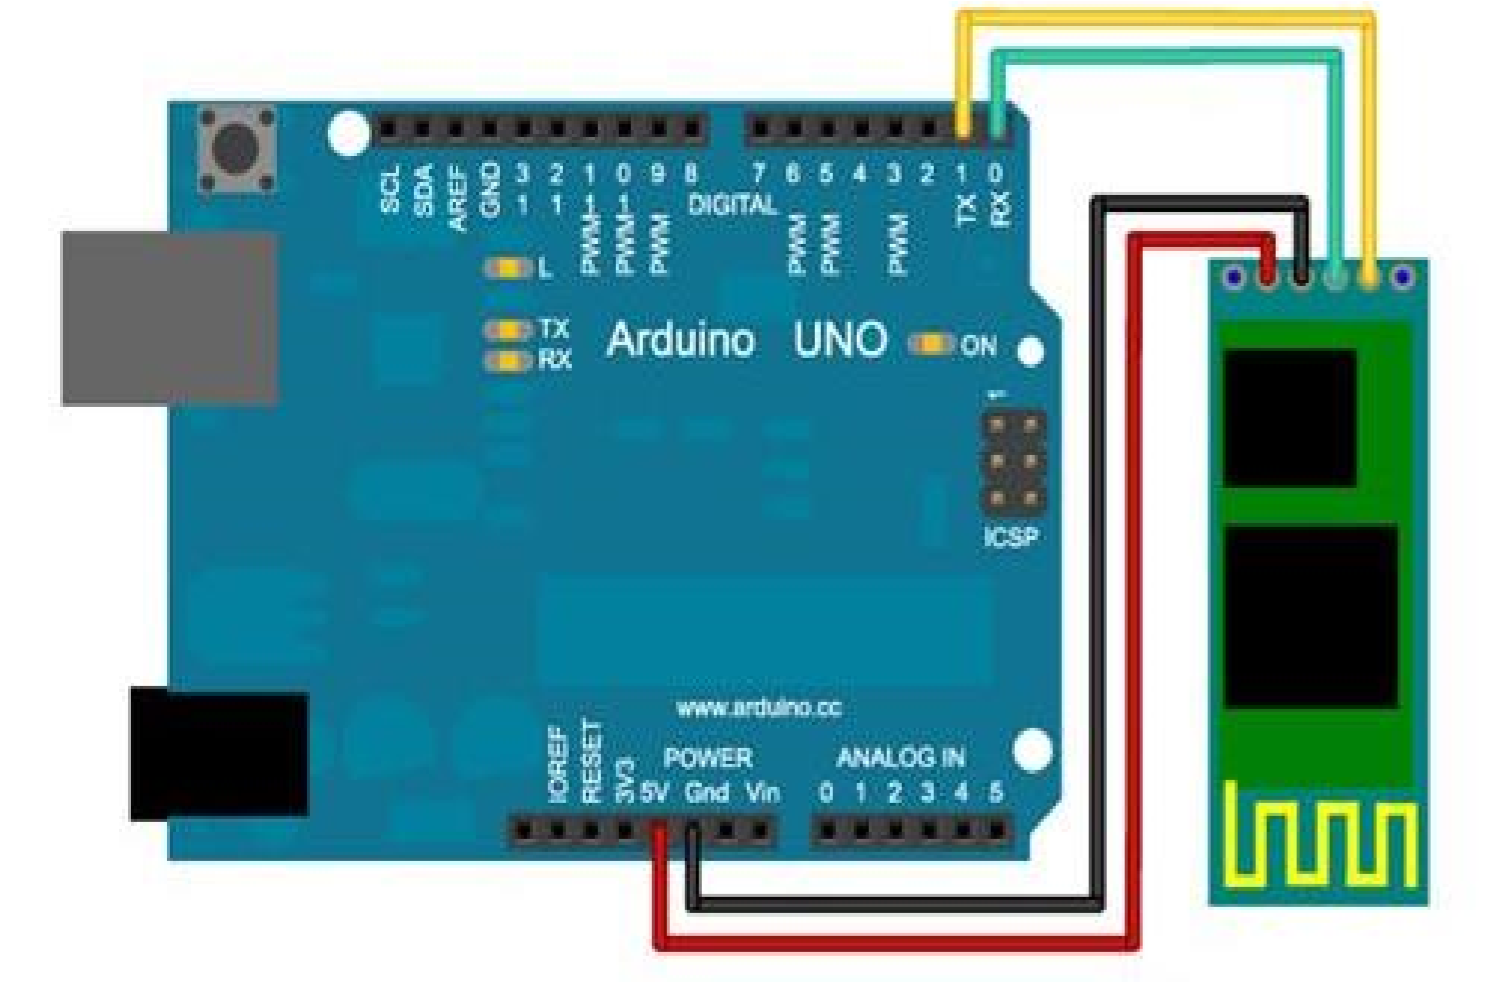 SCL SDA AREF GND 13 12 11 10 9 8 7 6 5 4 3 2 1 0
PWM PWM PWM DIGITAL PWM PWM PWM TX RX
L
TX
RX
Arduino UNO ON
1
ICSP
www.arduino.cc
IOREF RESET 3V3 5V Gnd Vin
POWER
ANALOG IN
0 1 2 3 4 5